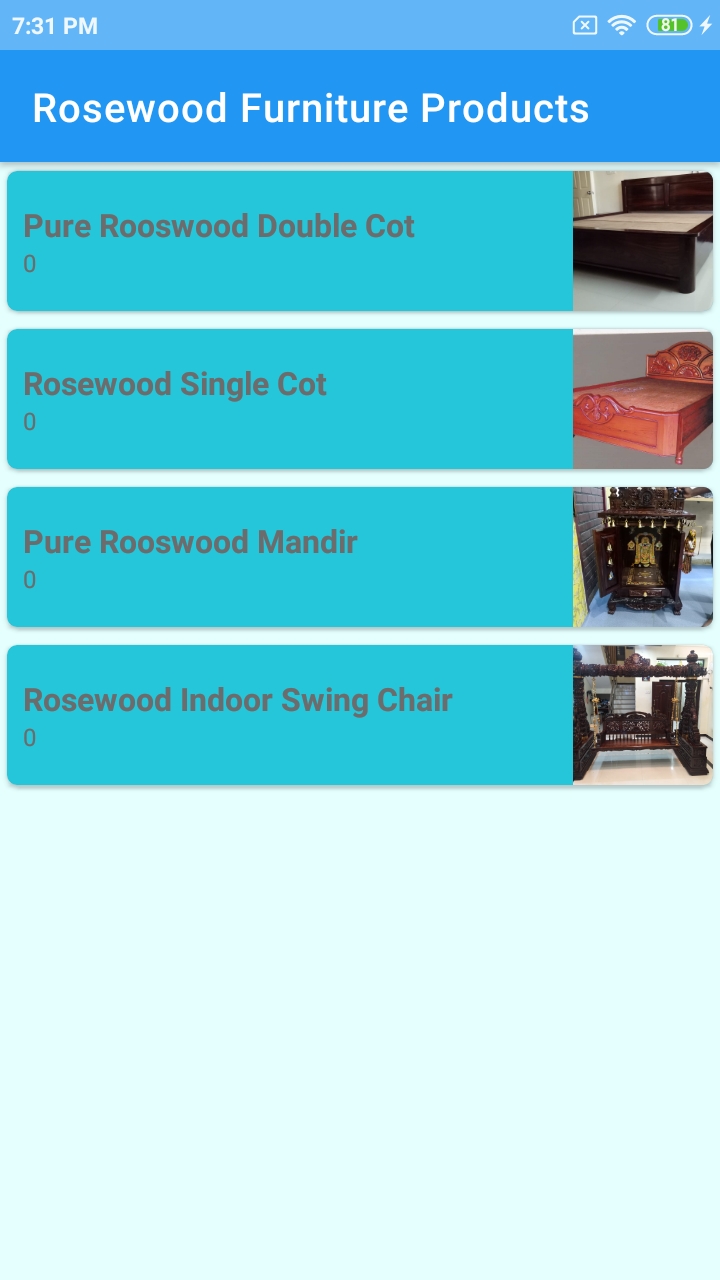 7:31 PM
81
Rosewood Furniture Products
Pure Rooswood Double Cot
0
Rosewood Single Cot
0
Pure Rooswood Mandir
0
Rosewood Indoor Swing Chair
0